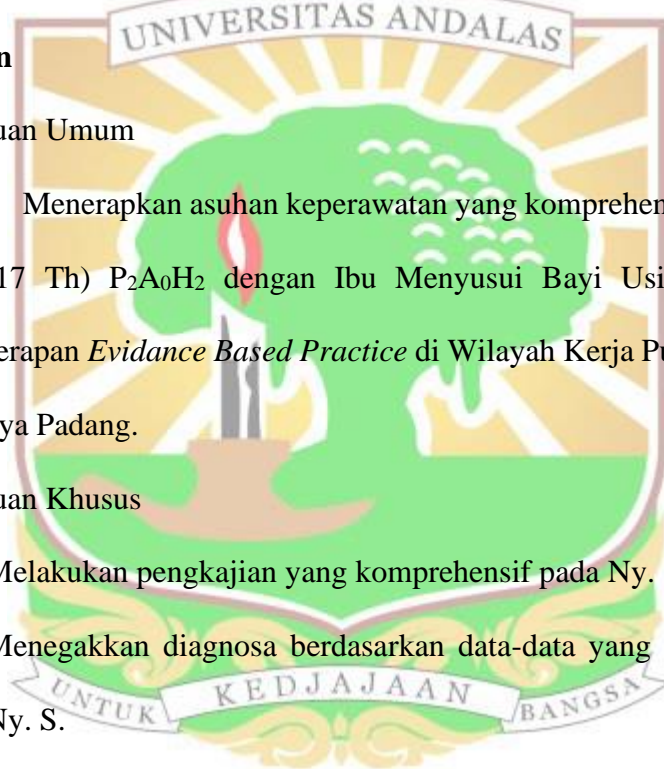 UNIVERSITAS ANDALAS
n
uan Umum
Menerapkan asuhan keperawatan yang komprehen
17 Th) P₂A₀H₂ dengan Ibu Menyusui Bayi Usi
erapan Evidance Based Practice di Wilayah Kerja Pu
ya Padang.
uan Khusus
Melakukan pengkajian yang komprehensif pada Ny.
Menegakkan diagnosa berdasarkan data-data yang
Ny. S.
UNTUK KEDJAJAAN BANGSA